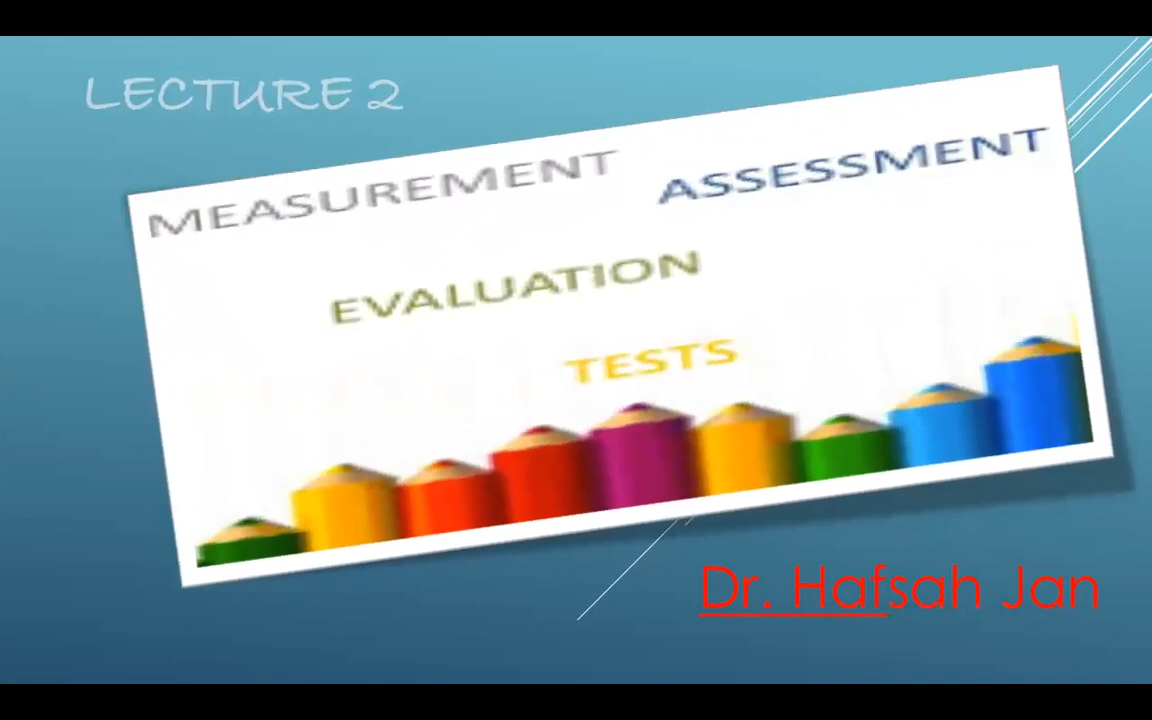 LECTURE 2
MEASUREMENT
ASSESSMENT
EVALUATION
TESTS
Dr. Hafsah Jan